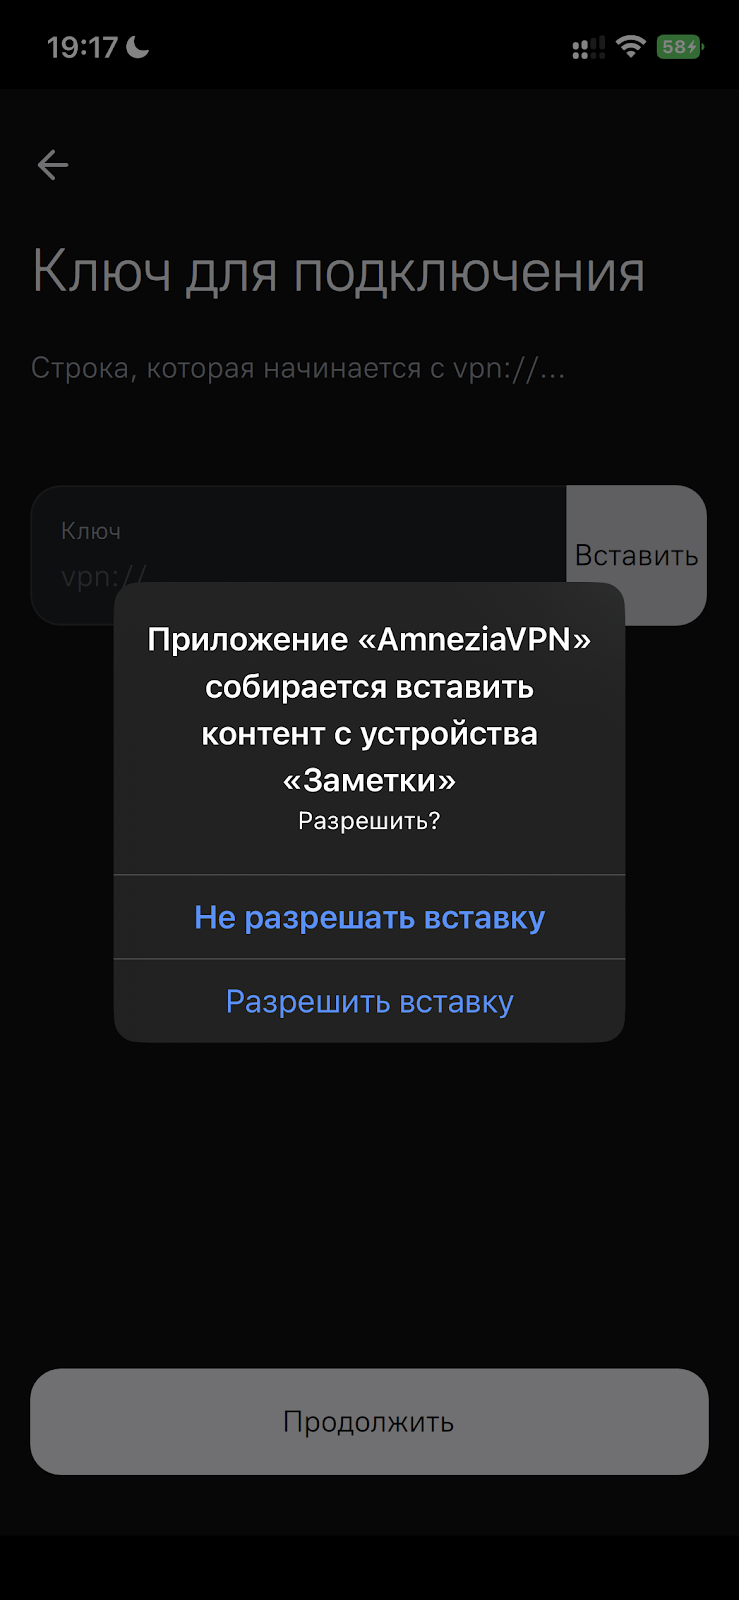 19:17
58
Ключ для подключения
Строка, которая начинается с vpn://...
Ключ
vpn://
Вставить
Приложение «AmneziaVPN»
собирается вставить
контент с устройства
«Заметки»
Разрешить?
Не разрешать вставку
Разрешить вставку
Продолжить